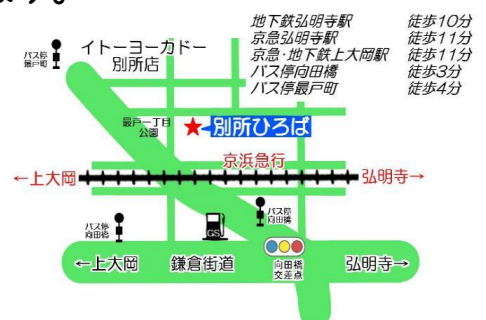 ます。
地下鉄弘明寺駅 徒歩10分
京急弘明寺駅 徒歩11分
京急・地下鉄上大岡駅 徒歩11分
バス停向田橋 徒歩3分
バス停最戸町 徒歩4分
バス停
最戸町
イトーヨーカドー
別所店
最戸一丁目
公園
★
別所ひろば
京浜急行
←上大岡
弘明寺→
バス停
向田橋
GS
バス停
向田橋
←上大岡
鎌倉街道
向田橋
交差点
弘明寺→